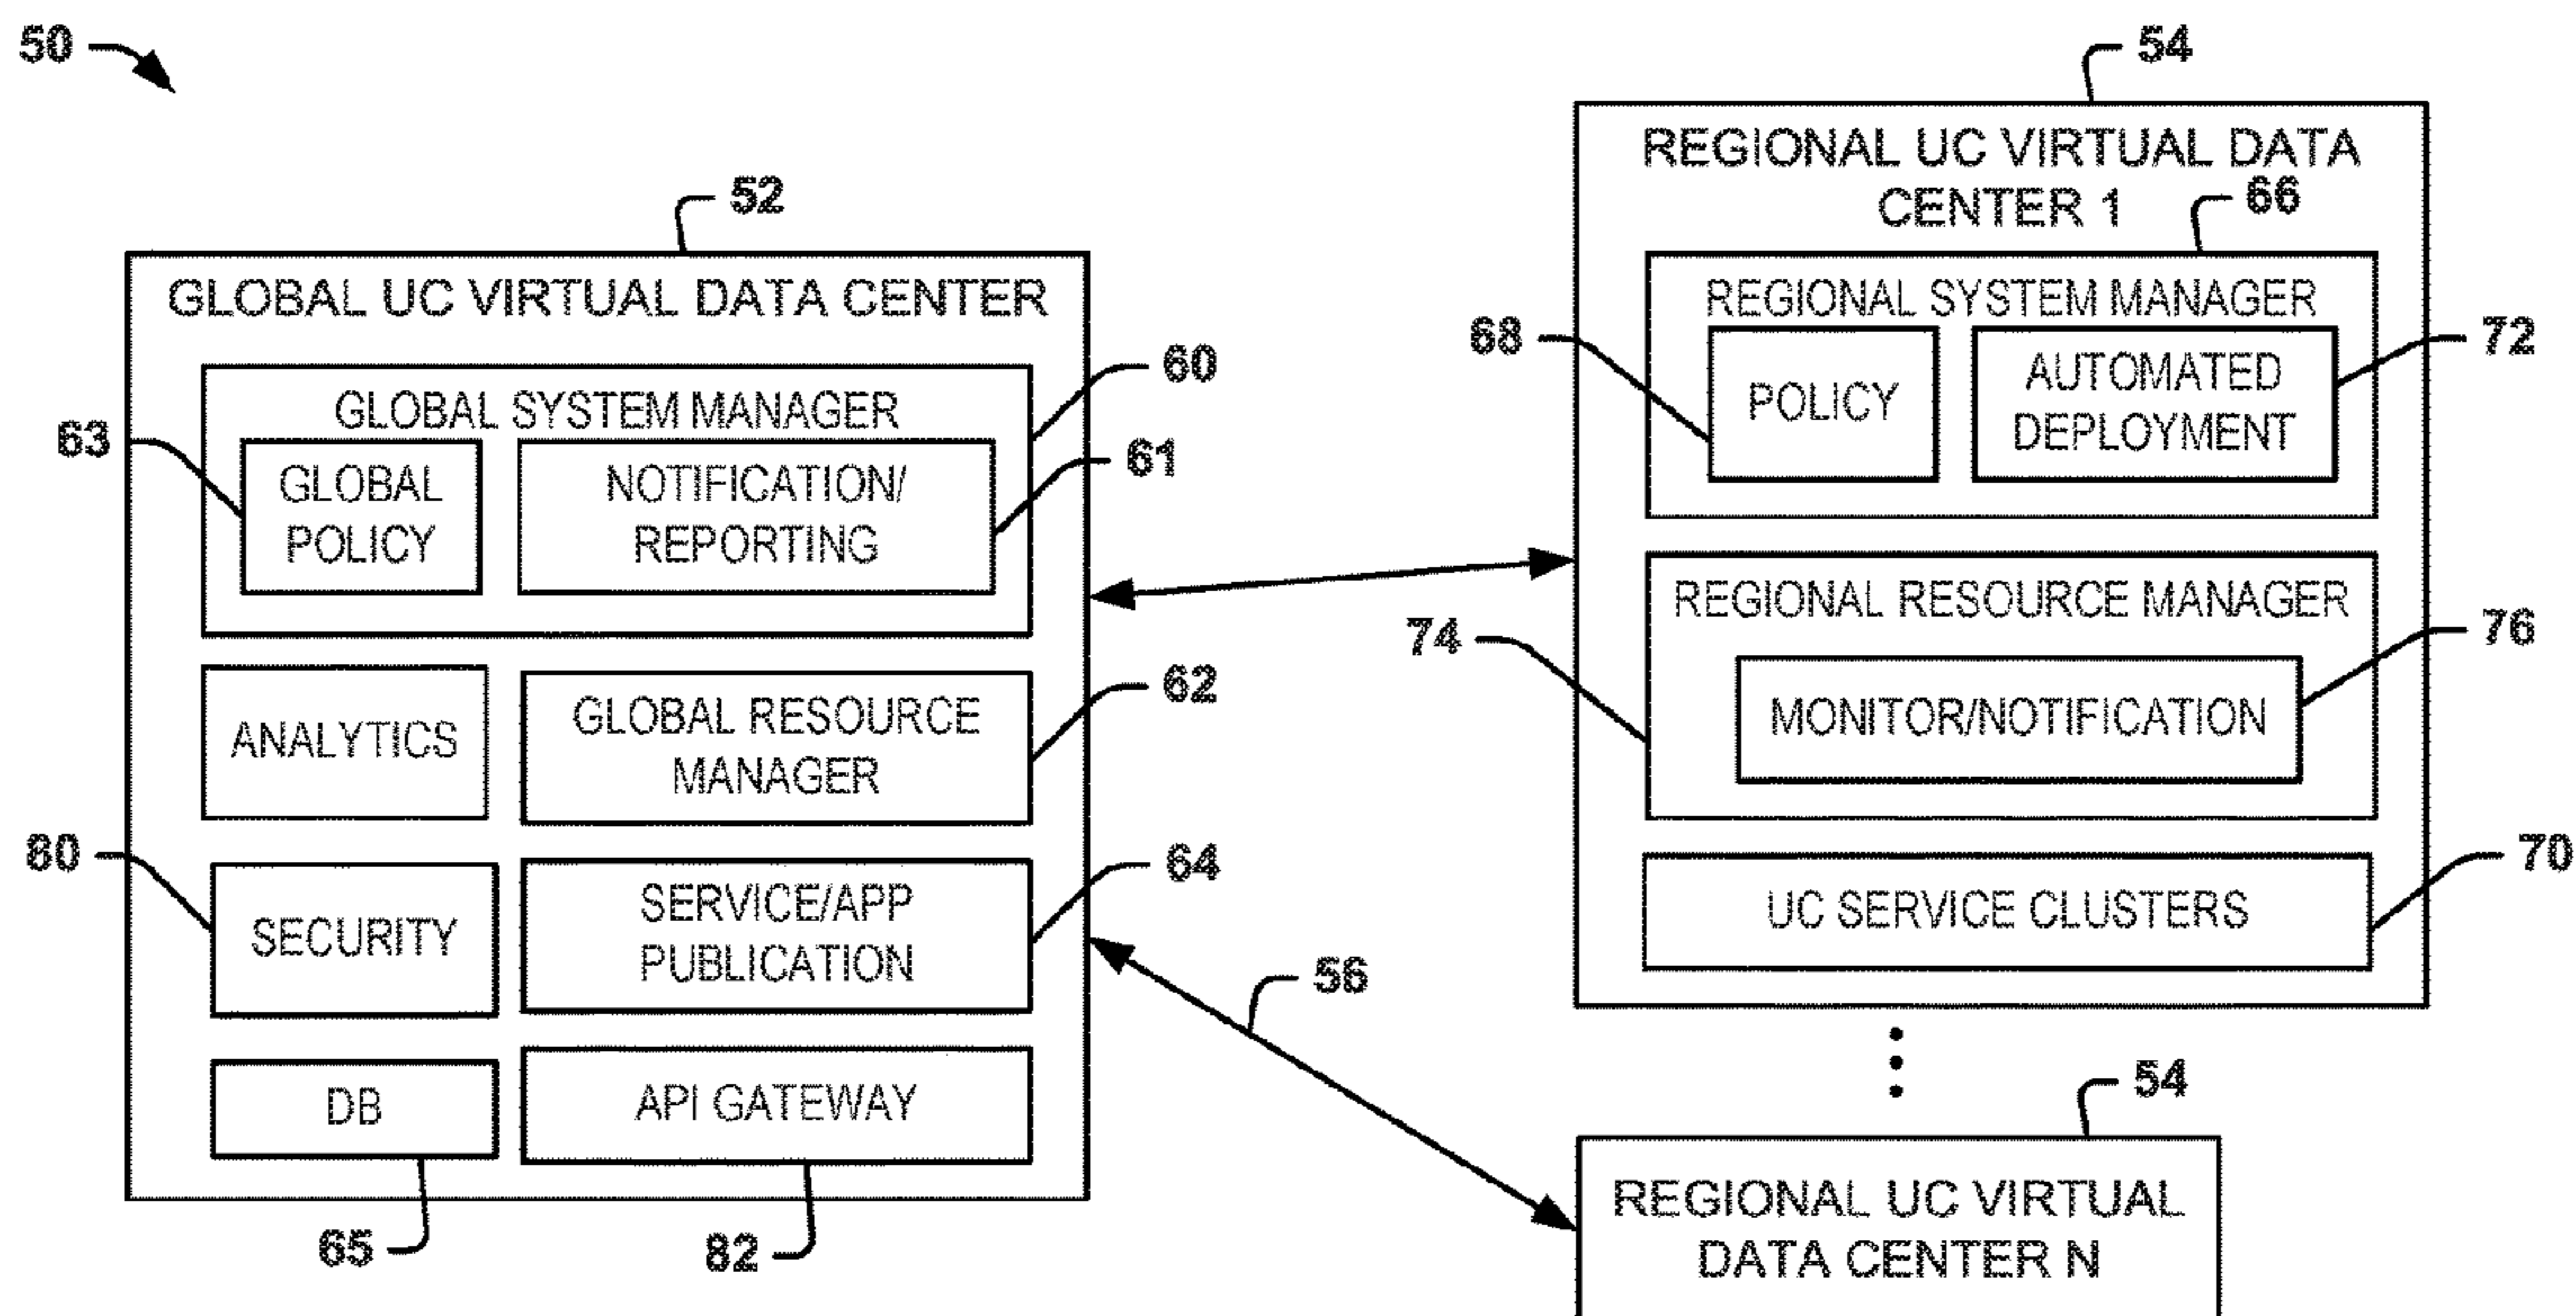 50
54
REGIONAL UC VIRTUAL DATA
CENTER 1
52
66
GLOBAL UC VIRTUAL DATA CENTER
REGIONAL SYSTEM MANAGER
68
72
POLICY
AUTOMATED
DEPLOYMENT
60
GLOBAL SYSTEM MANAGER
63
61
GLOBAL
POLICY
NOTIFICATION/
REPORTING
REGIONAL RESOURCE MANAGER
74
76
MONITOR/NOTIFICATION
62
ANALYTICS
GLOBAL RESOURCE
MANAGER
80
64
70
SECURITY
SERVICE/APP
PUBLICATION
UC SERVICE CLUSTERS
56
DB
API GATEWAY
54
65
82
REGIONAL UC VIRTUAL
DATA CENTER N